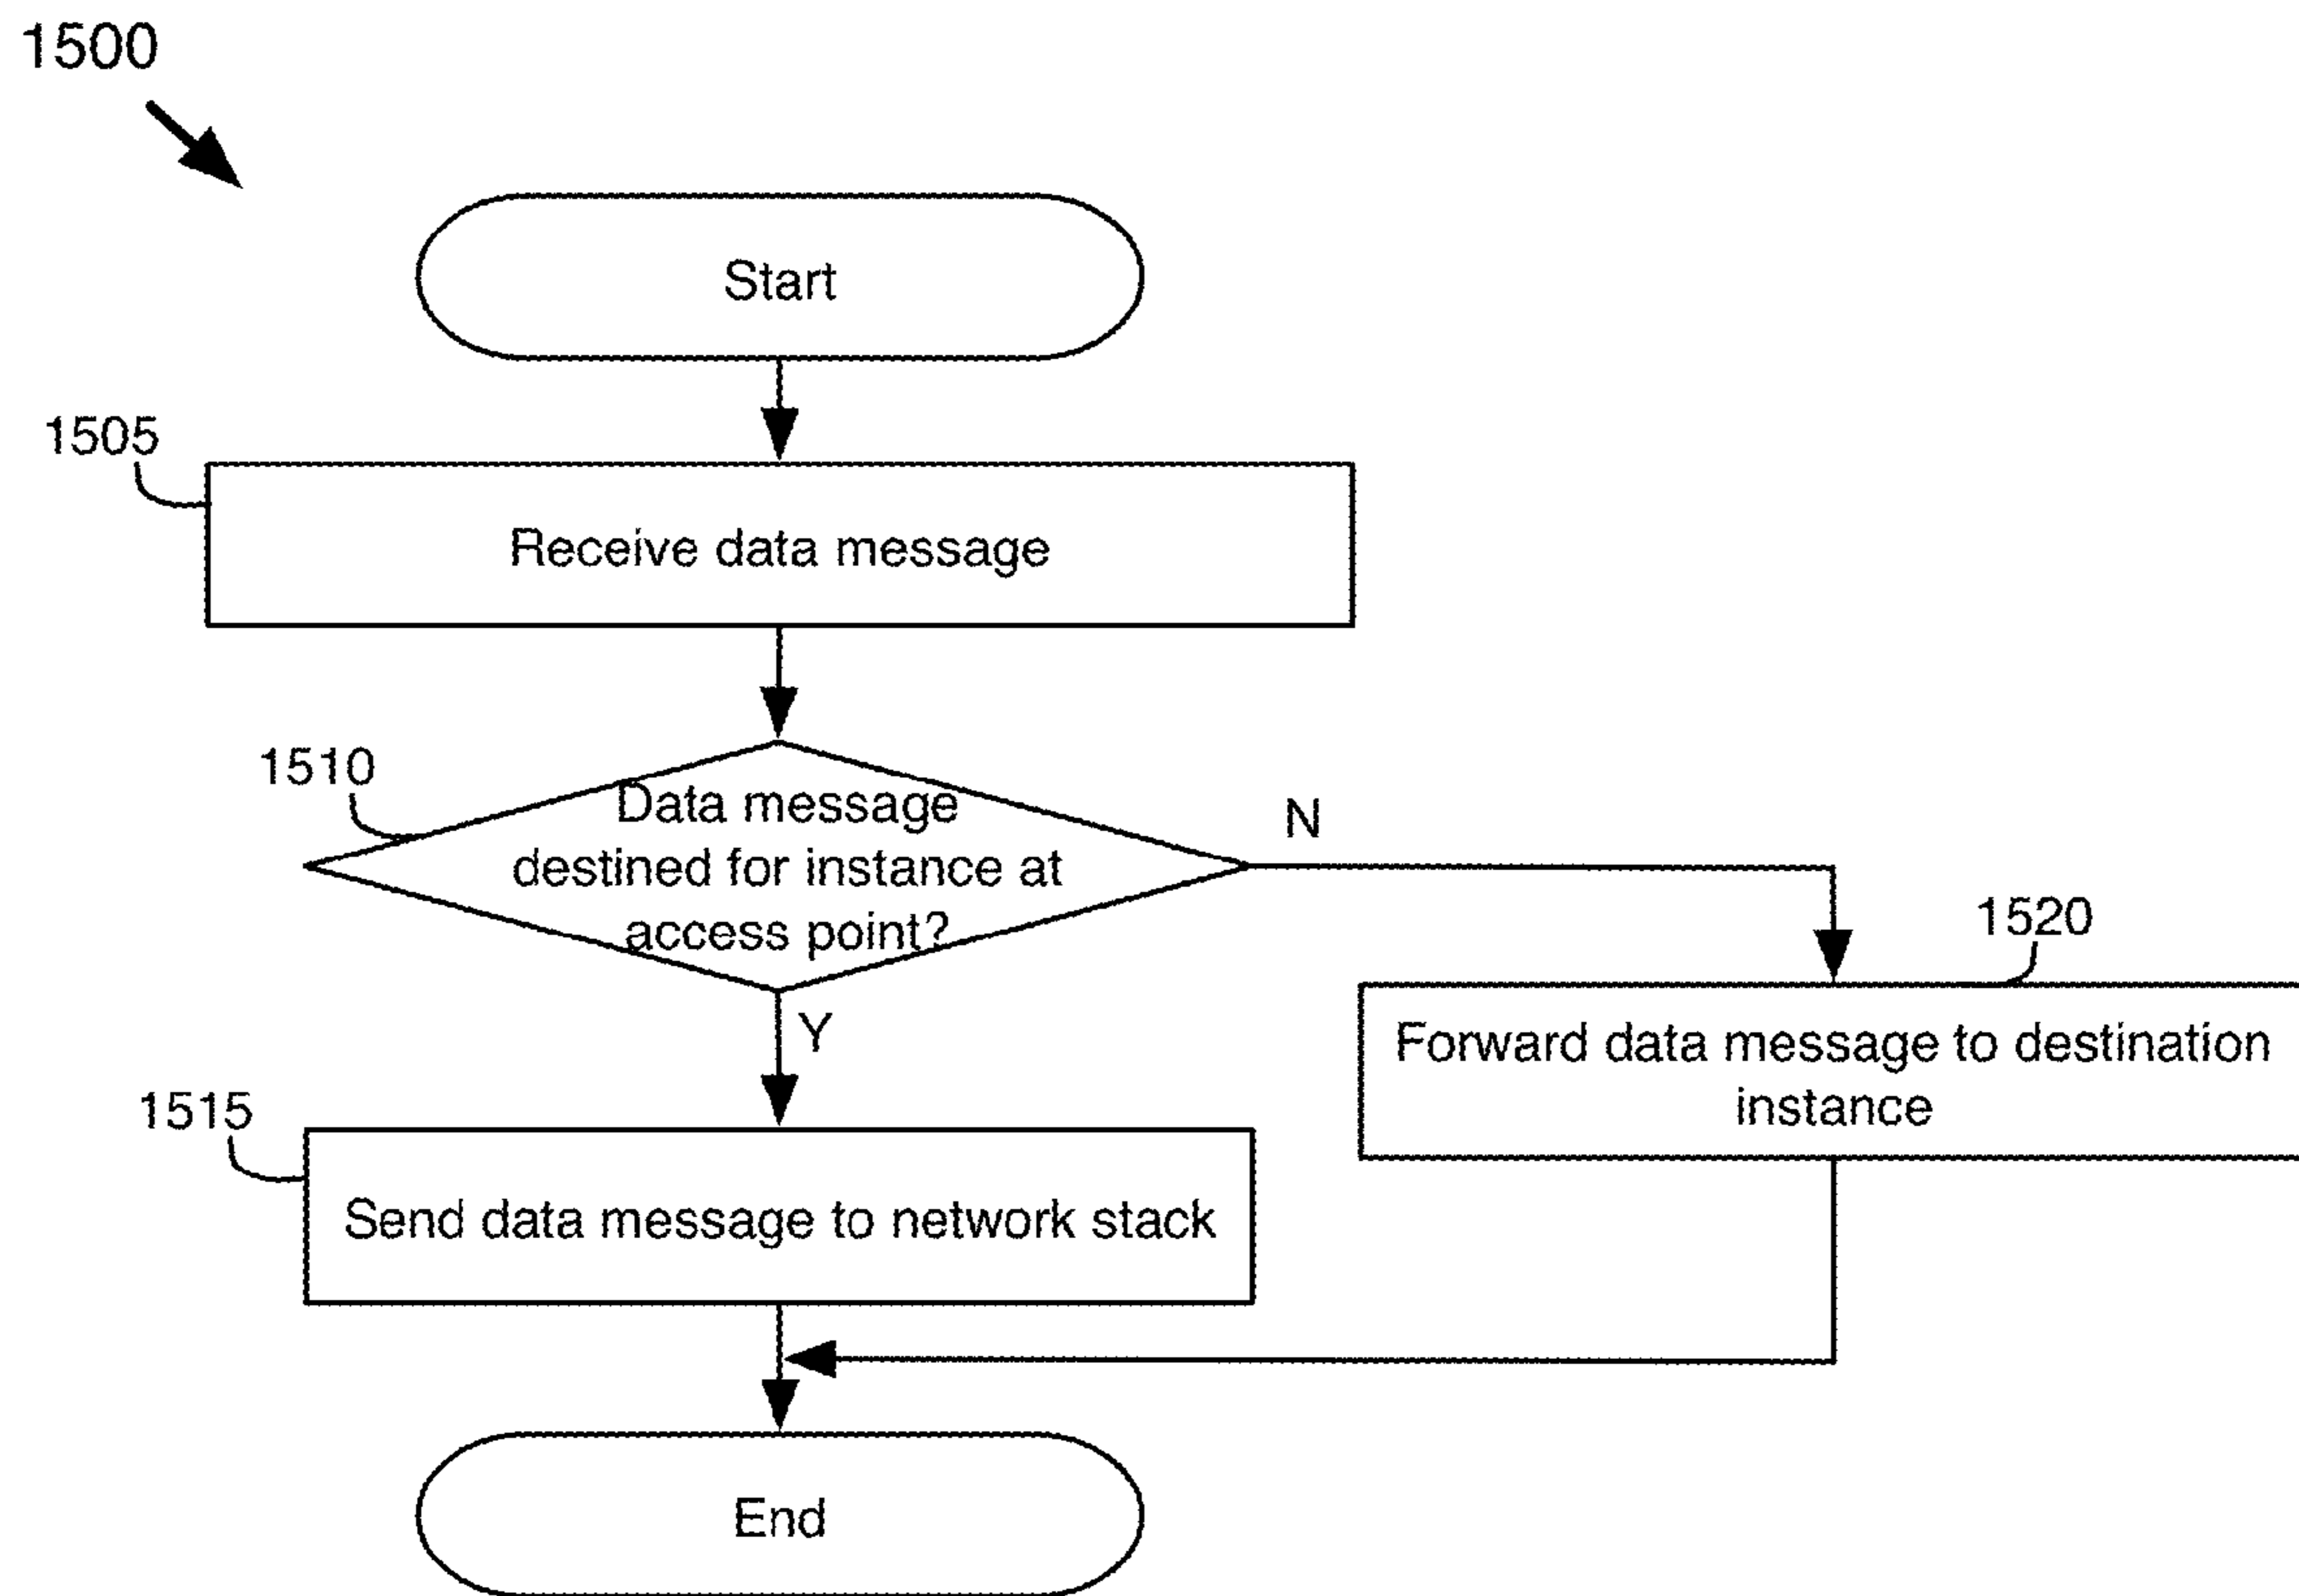 1500
Start
1505
Receive data message
1510
Data message
destined for instance at
access point?
N
Y
1520
Forward data message to destination
instance
1515
Send data message to network stack
End